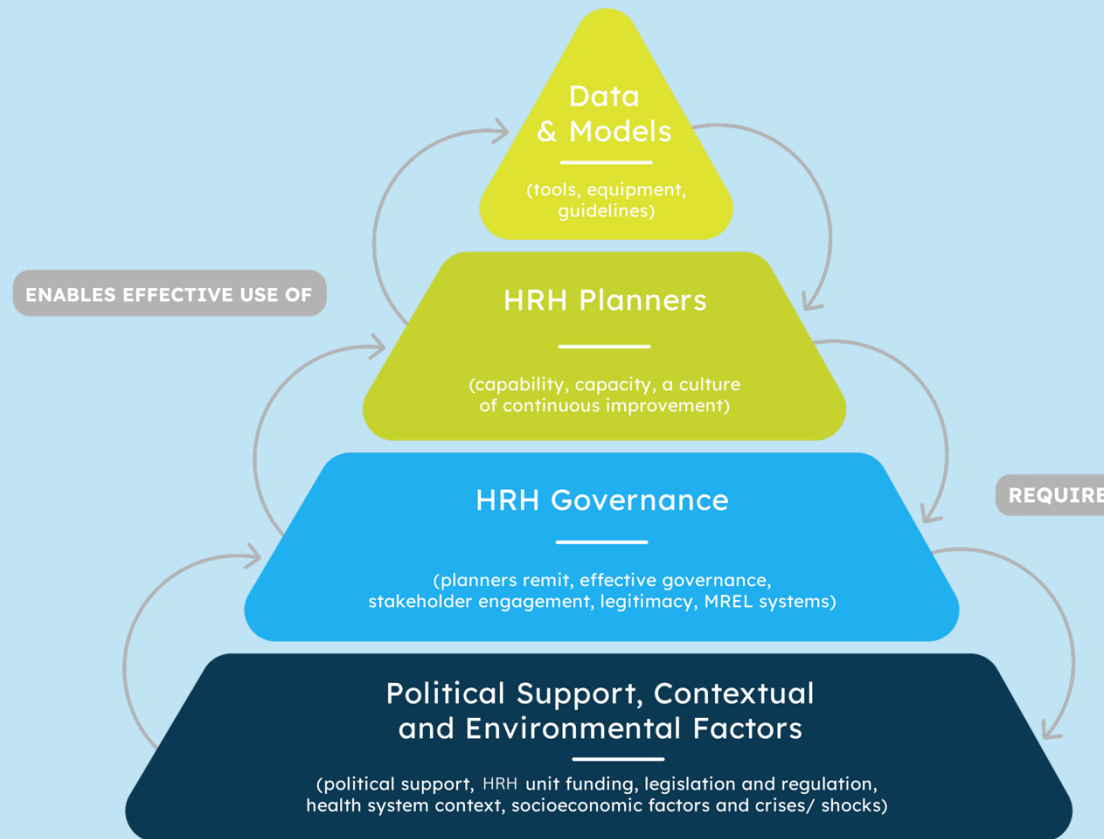 Data
& Models
(tools, equipment,
guidelines)
ENABLES EFFECTIVE USE OF
HRH Planners
(capability, capacity, a culture
of continuous improvement)
HRH Governance
REQUIRE
(planners remit, effective governance,
stakeholder engagement, legitimacy, MREL systems)
Political Support, Contextual
and Environmental Factors
(political support, HRH unit funding, legislation and regulation,
health system context, socioeconomic factors and crises/ shocks)